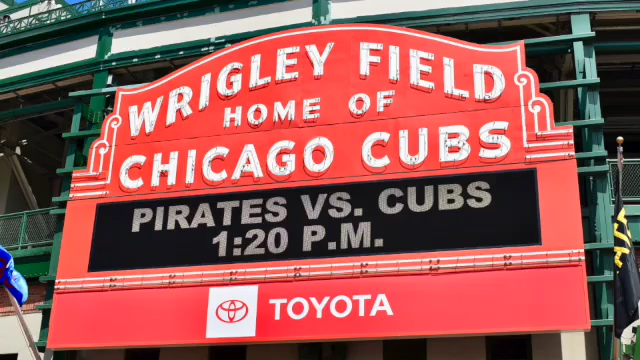 WRIGLEY FIELD
HOME OF
CHICAGO CUBS
PIRATES VS. CUBS
1:20 P.M.
TOYOTA